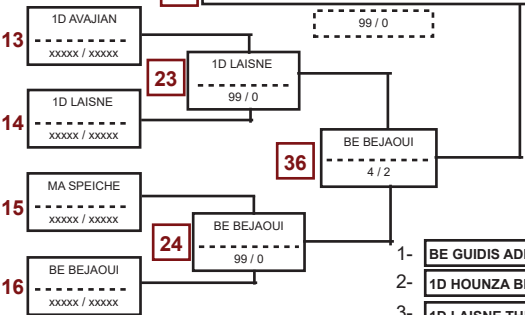 99 / 0
13
1D AVAJIAN
xxxxx / xxxxx
23
1D LAISNE
99 / 0
14
1D LAISNE
xxxxx / xxxxx
36
BE BEJAOUI
4 / 2
15
MA SPEICHE
xxxxx / xxxxx
24
BE BEJAOUI
99 / 0
16
BE BEJAOUI
xxxxx / xxxxx
1- BE GUIDIS
2- 1D HOUNZA
3- 1D LAISNE